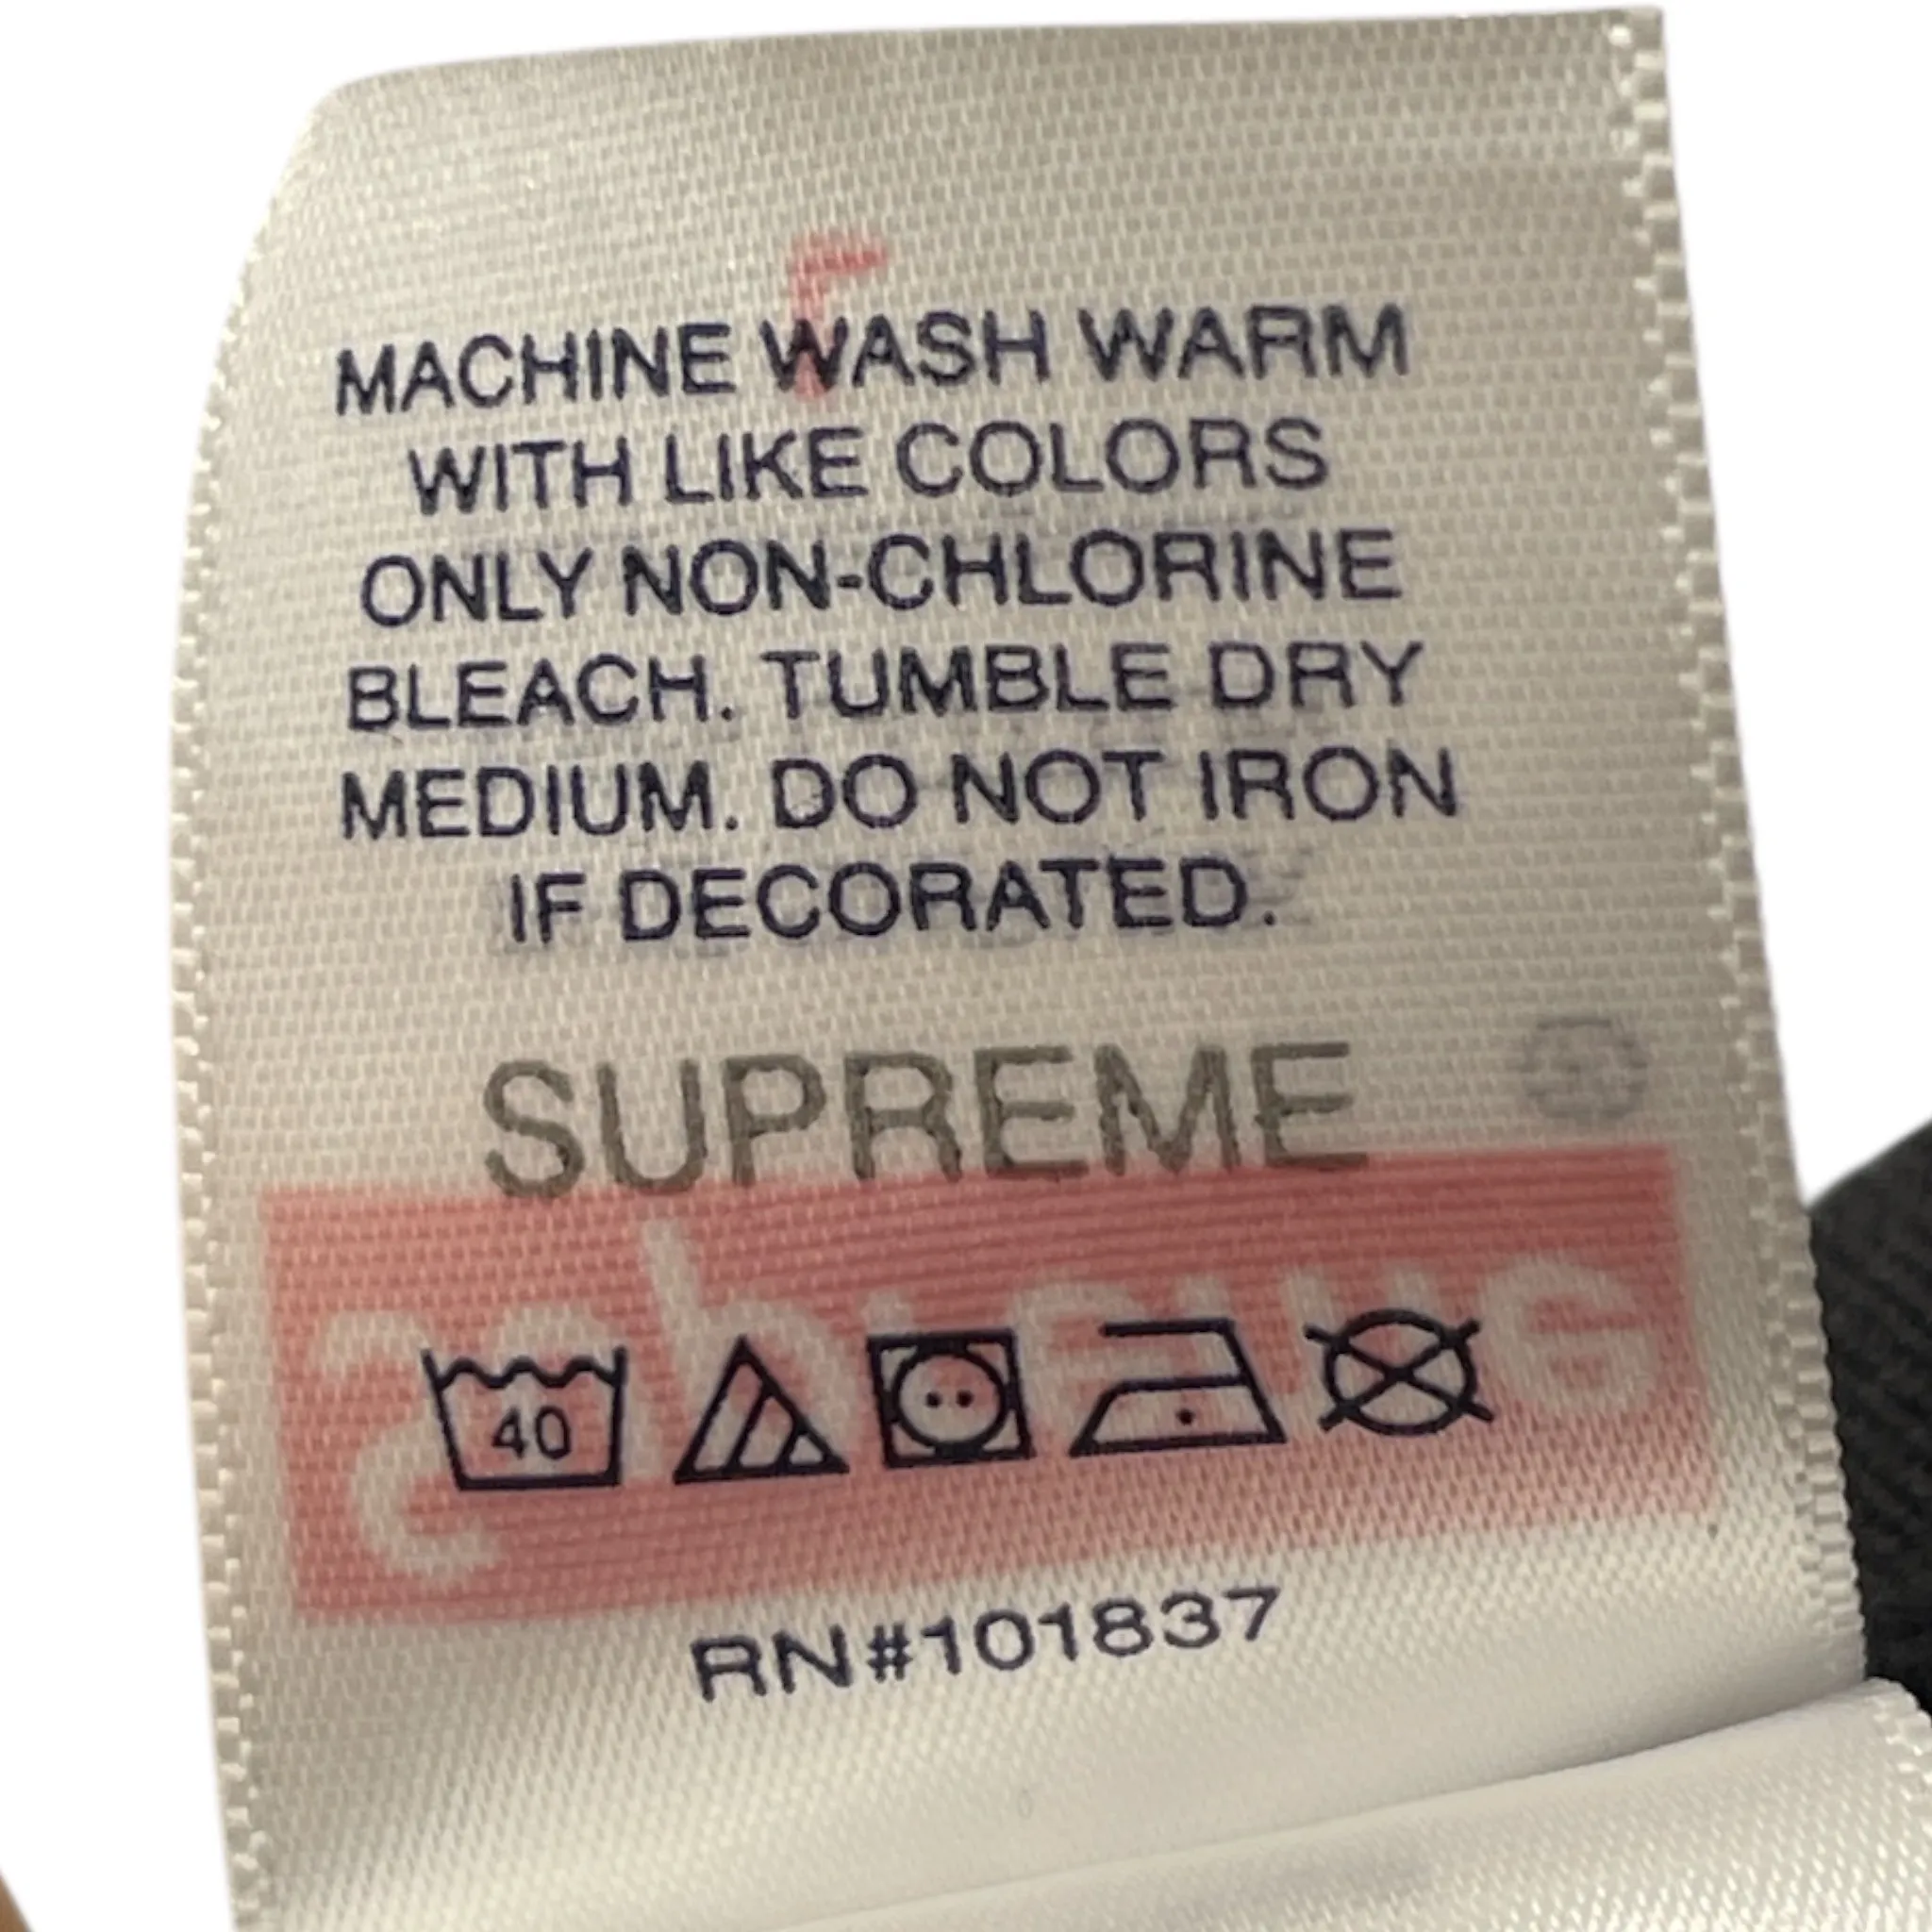 MACHINE WASH WARM
WITH LIKE COLORS
ONLY NON-CHLORINE
BLEACH. TUMBLE DRY
MEDIUM. DO NOT IRON
IF DECORATED.
SUPREME
40
RN#101837